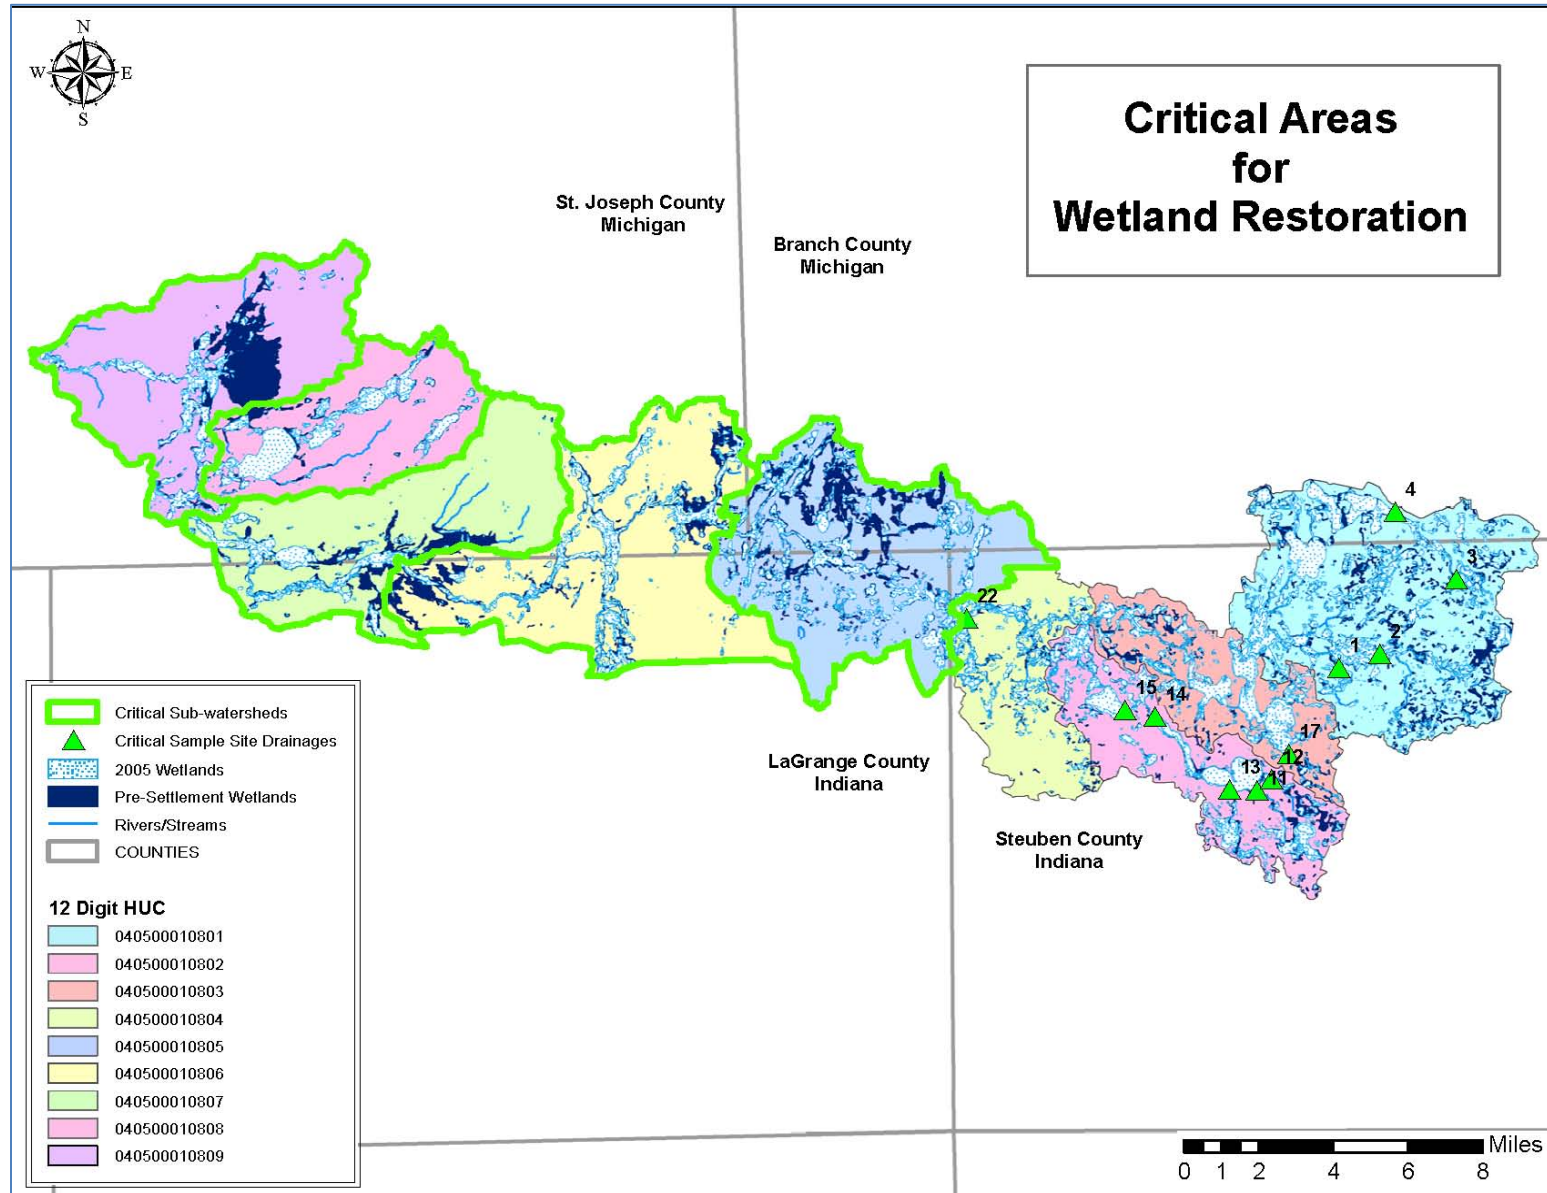 N
W E
S
Critical Areas
for
Wetland Restoration
St. Joseph County
Michigan
Branch County
Michigan
4
3
22
2
1
15
14
17
12
13
11
LaGrange County
Indiana
Steuben County
Indiana
Critical Sub-watersheds
Critical Sample Site Drainages
2005 Wetlands
Pre-Settlement Wetlands
Rivers/Streams
COUNTIES
12 Digit HUC
040500010801
040500010802
040500010803
040500010804
040500010805
040500010806
040500010807
040500010808
040500010809
Miles
0 1 2 4 6 8